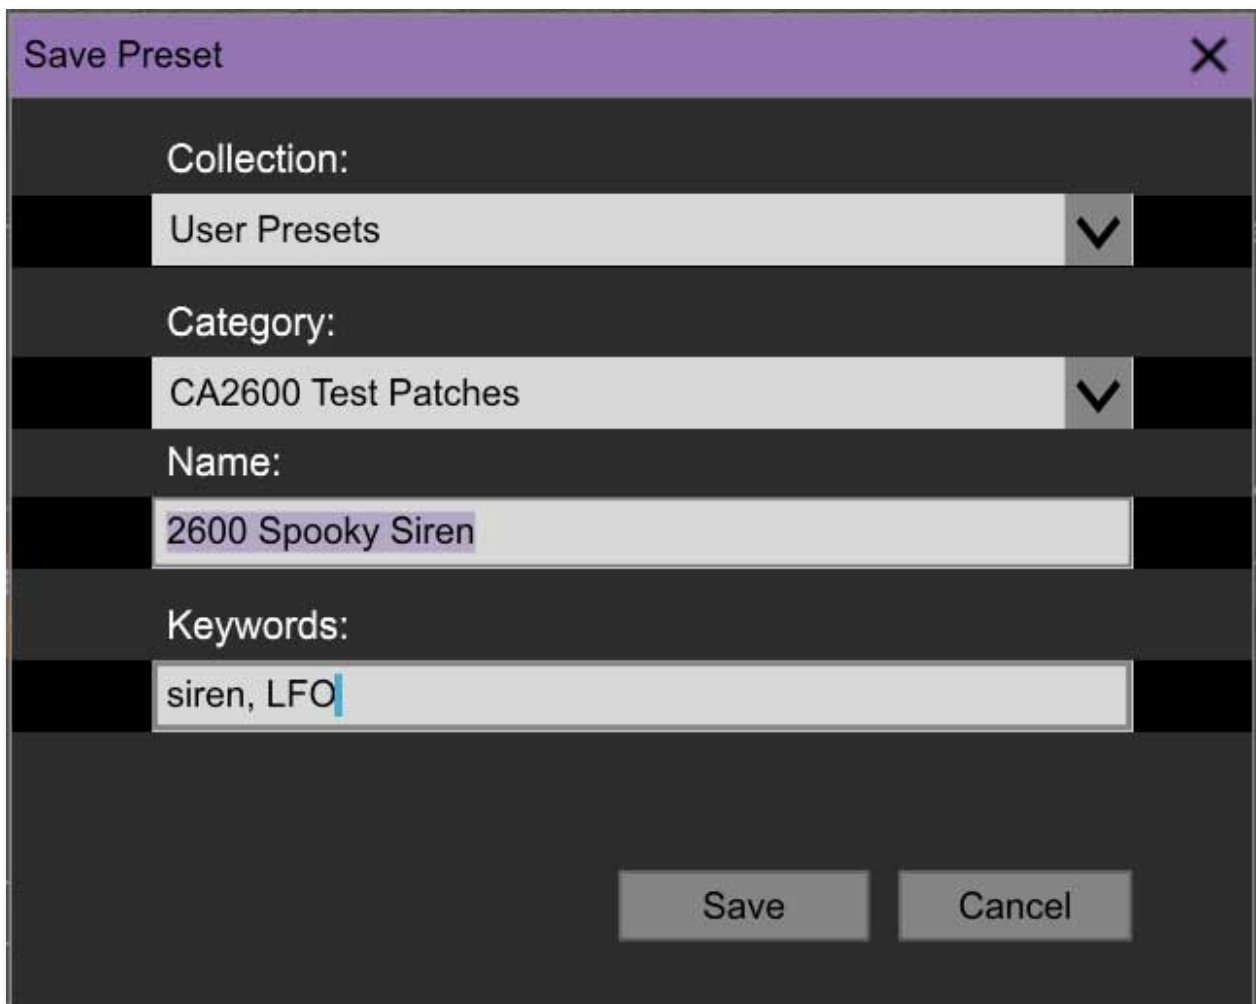 Save Preset
Collection:
User Presets
Category:
CA2600 Test Patches
Name:
2600 Spooky Siren
Keywords:
siren, LFO
Save
Cancel